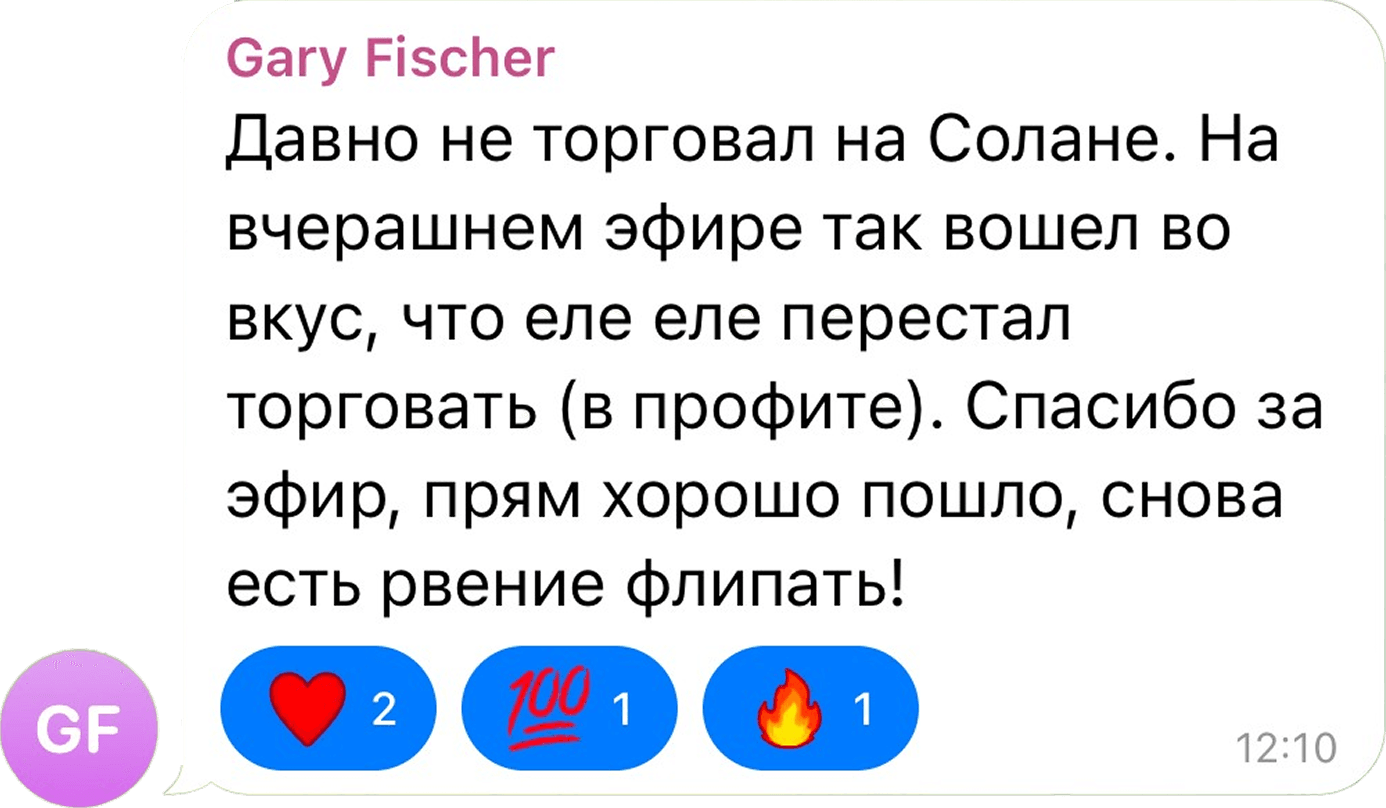 Gary Fischer
Давно не торговал на Солане. На
вчерашнем эфире так вошел во
вкус, что еле еле перестал
торговать (в профите). Спасибо за
эфир, прям хорошо пошло, снова
есть рвение флипать!
❤️ 2 💯 1 🔥 1
GF
12:10